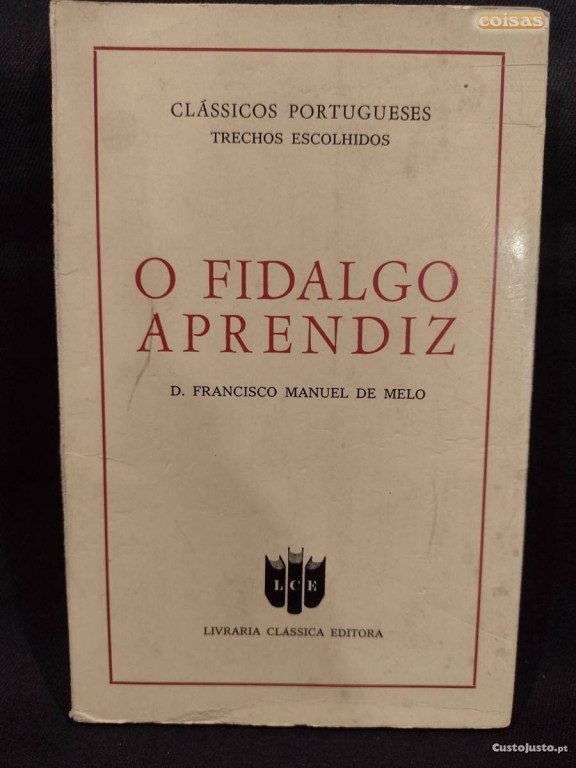 coisas
CLÁSSICOS PORTUGUESES
TRECHOS ESCOLHIDOS
O FIDALGO
APRENDIZ
D. FRANCISCO MANUEL DE MELO
L C E
LIVRARIA CLÁSSICA EDITORA
CustoJusto.pt